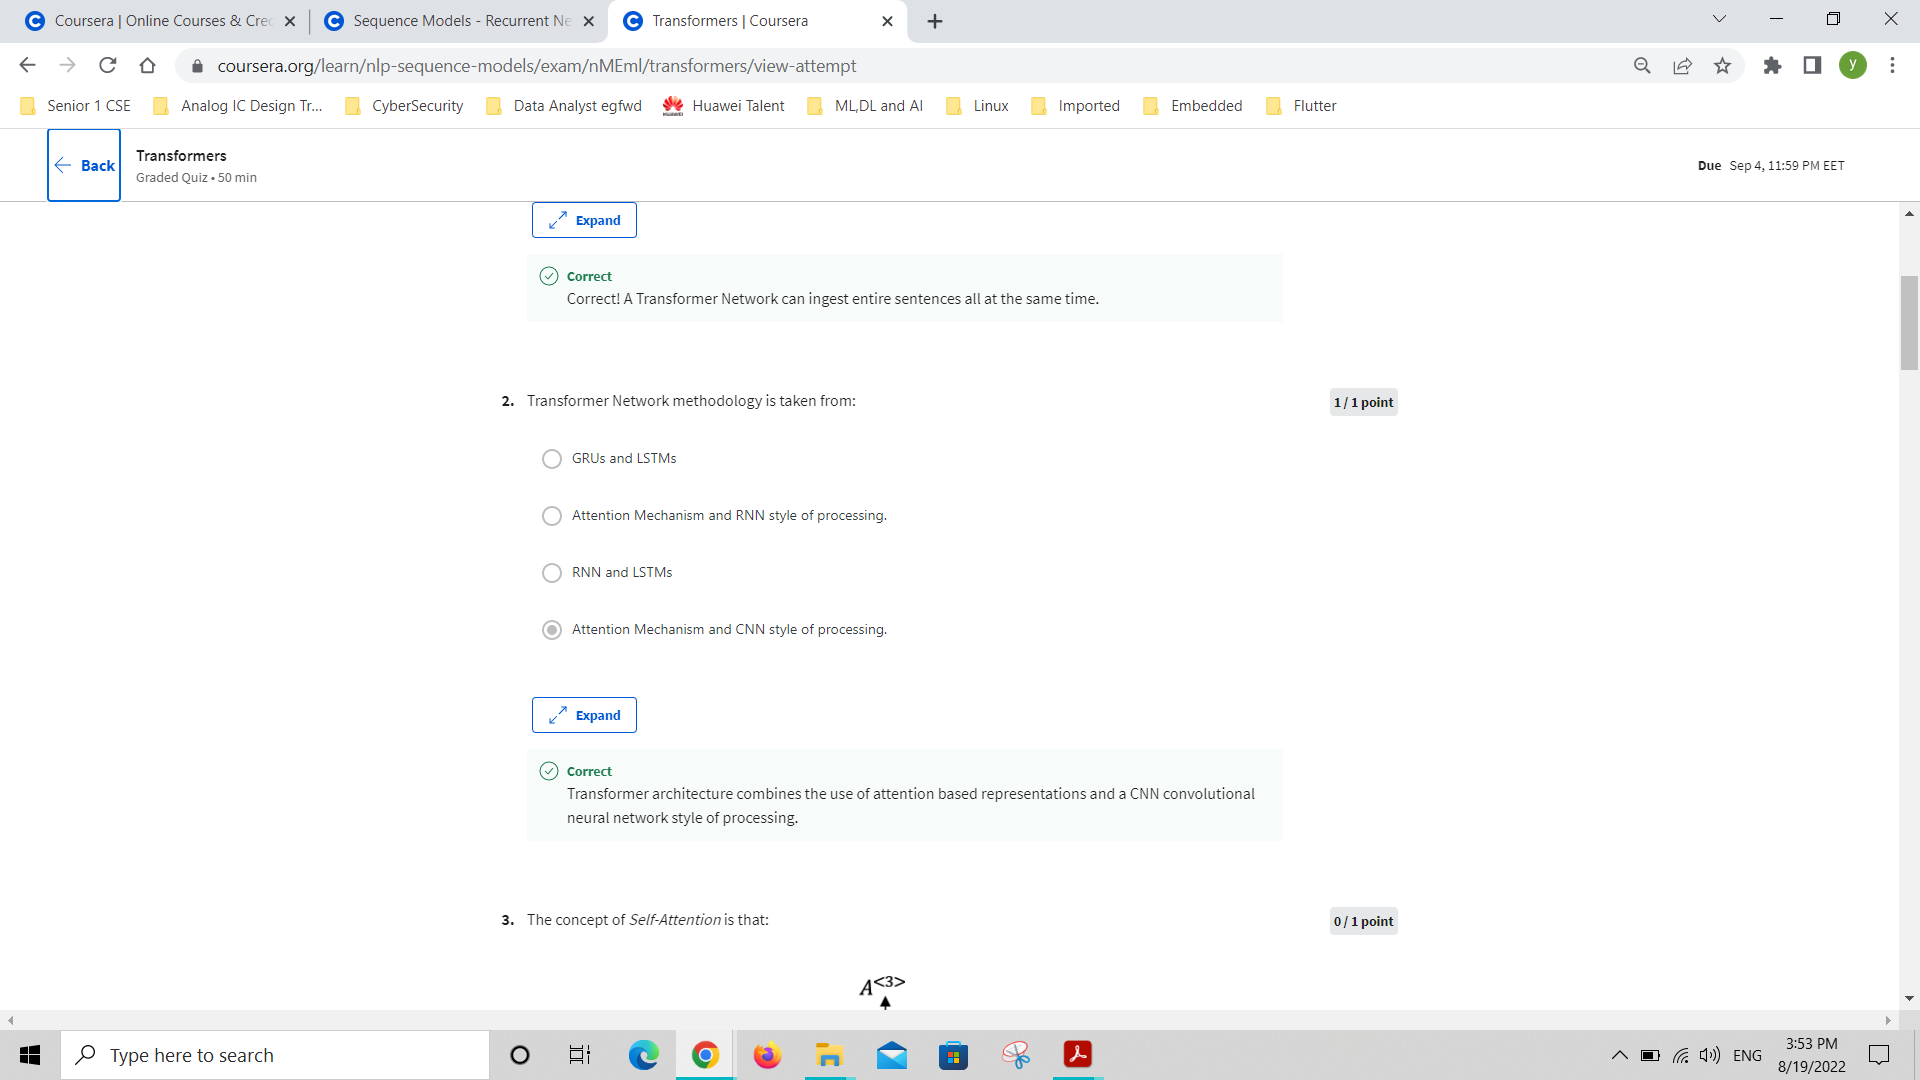 Coursera | Online Courses & Crec
Sequence Models - Recurrent Ne
Transformers | Coursera
coursera.org/learn/nlp-sequence-models/exam/nMEml/transformers/view-attempt
y
Senior 1 CSE
Analog IC Design Tr...
CyberSecurity
Data Analyst egfwd
Huawei Talent
ML,DL and AI
Linux
Imported
Embedded
Flutter
Back
Transformers
Graded Quiz • 50 min
Due Sep 4, 11:59 PM EET
Expand
Correct
Correct! A Transformer Network can ingest entire sentences all at the same time.
2. Transformer Network methodology is taken from:
1 / 1 point
GRUs and LSTMs
Attention Mechanism and RNN style of processing.
RNN and LSTMs
Attention Mechanism and CNN style of processing.
Expand
Correct
Transformer architecture combines the use of attention based representations and a CNN convolutional
neural network style of processing.
3. The concept of Self-Attention is that:
0 / 1 point
A<3>
Type here to search
ENG
3:53 PM
8/19/2022